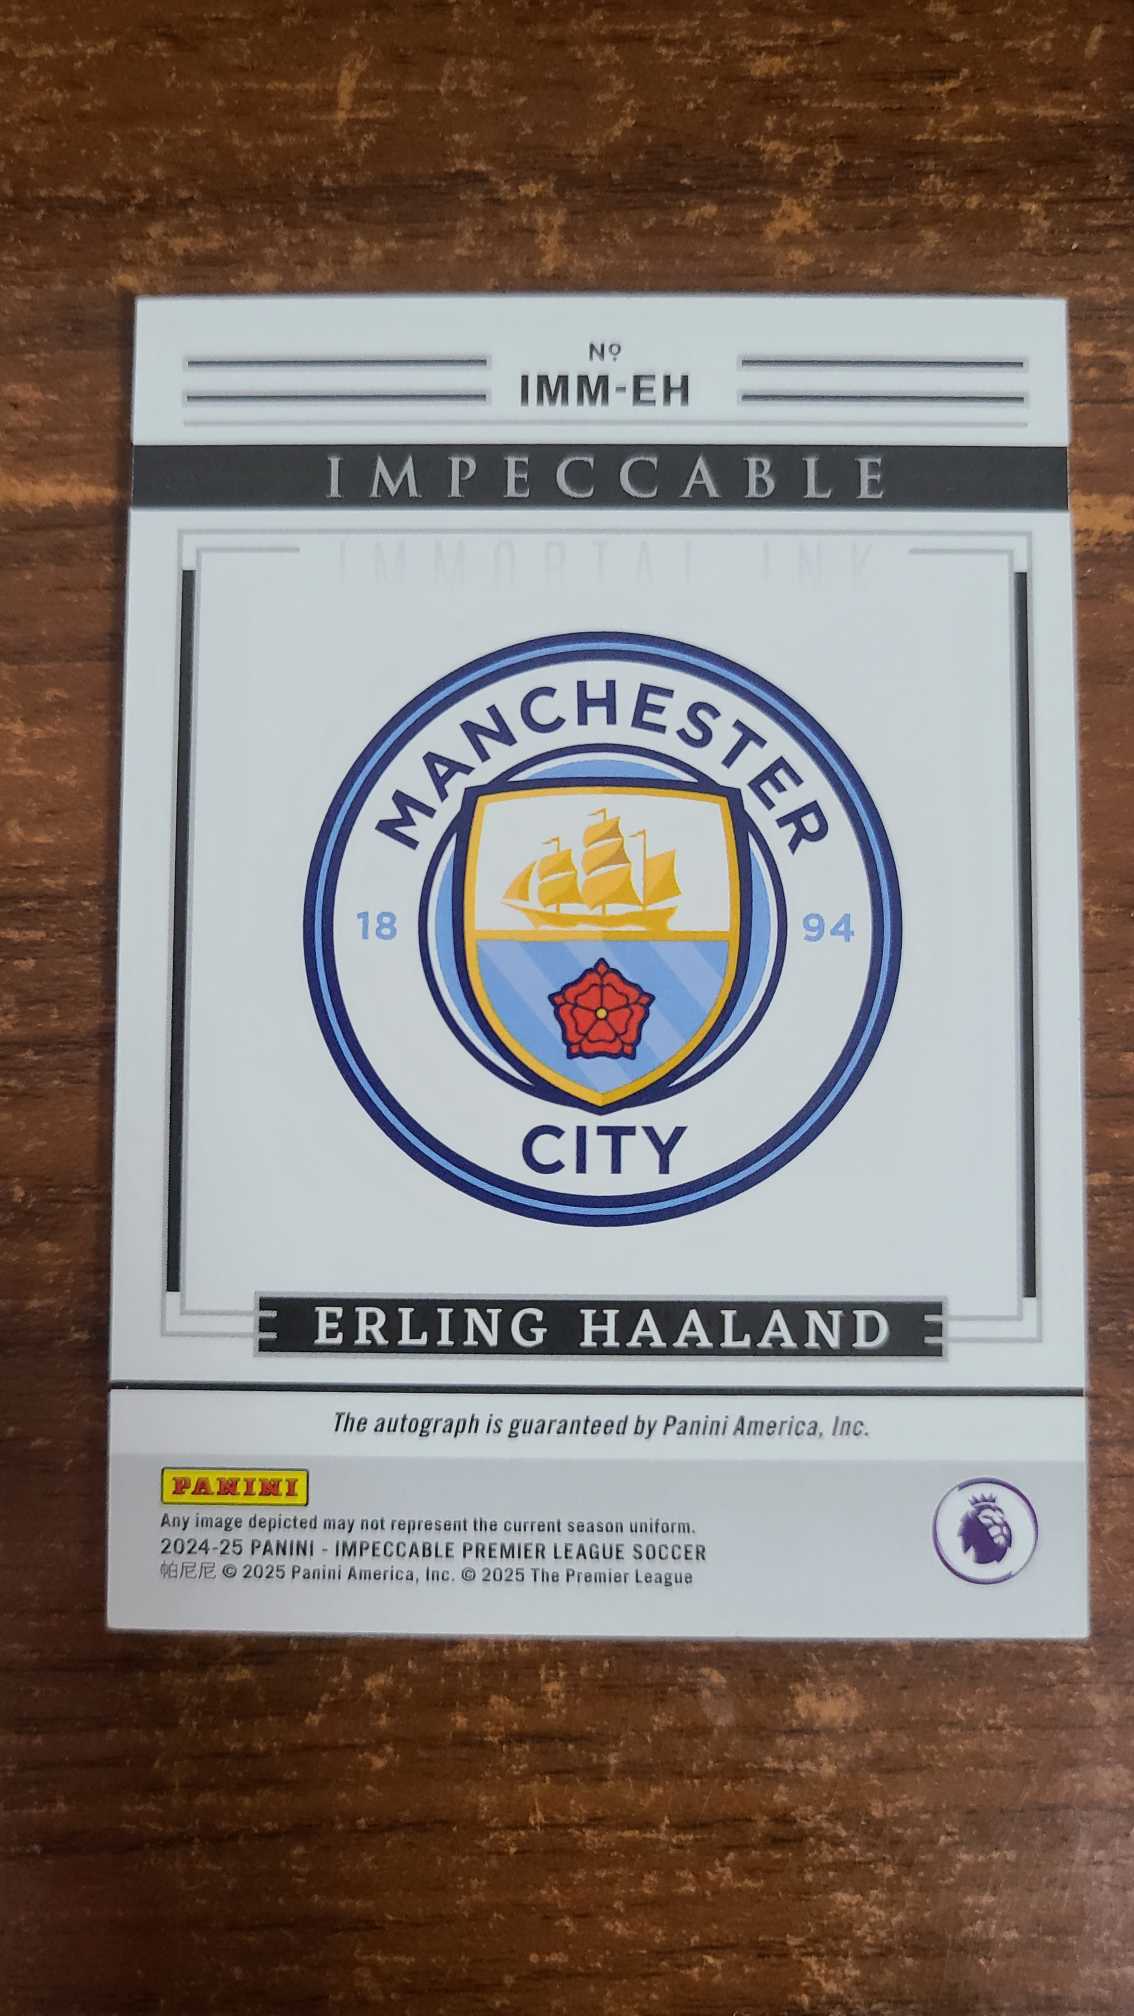 Nº
IMM-EH
IMPECCABLE
IMMORTAL INK
MANCHESTER
18 94
CITY
ERLING HAALAND
The autograph is guaranteed by Panini America, Inc.
PANINI
Any image depicted may not represent the current season uniform.
2024-25 PANINI - IMPECCABLE PREMIER LEAGUE SOCCER
帕尼尼 © 2025 Panini America, Inc. © 2025 The Premier League